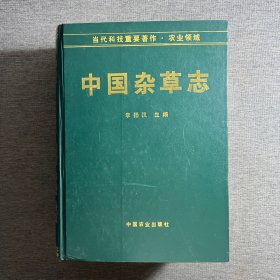 当代科技重要著作·农业领域
中国杂草志
李扬汉 主编
中国农业出版社